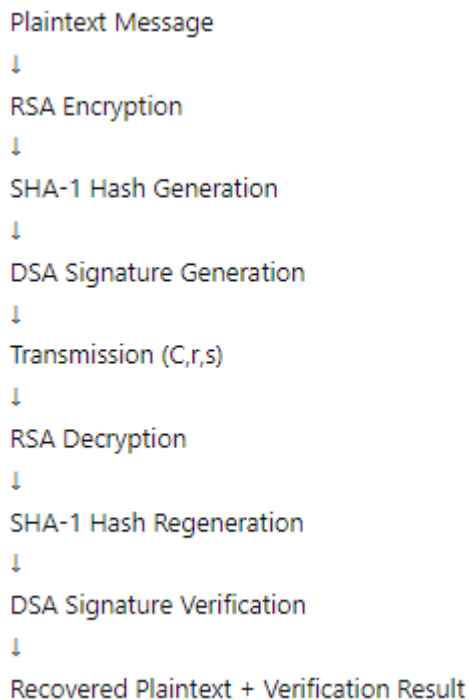 Plaintext Message
↓
RSA Encryption
↓
SHA-1 Hash Generation
↓
DSA Signature Generation
↓
Transmission (C,r,s)
↓
RSA Decryption
↓
SHA-1 Hash Regeneration
↓
DSA Signature Verification
↓
Recovered Plaintext + Verification Result